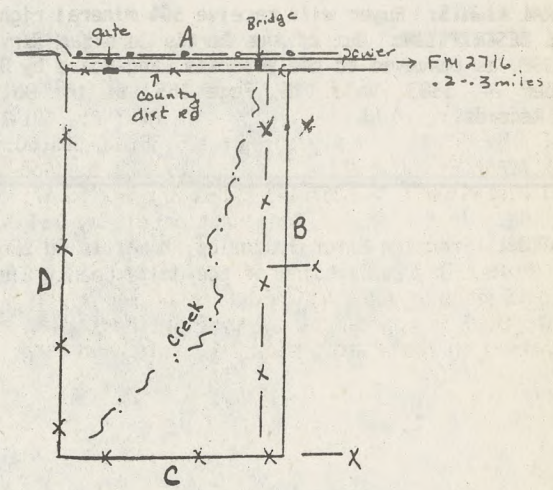 gate
A
Bridge
power
FM 2716
2-3 miles
county
dirt rd
B
D
Creek
C